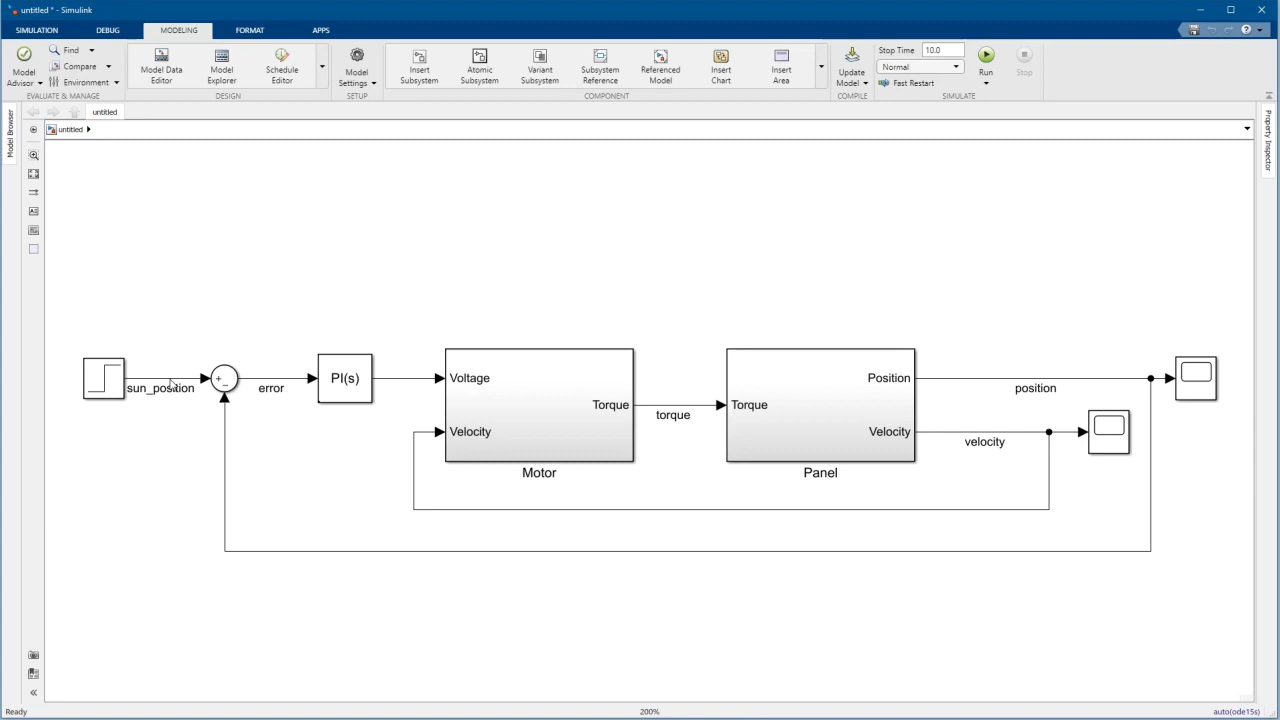 untitled * - Simulink
SIMULATION DEBUG MODELING FORMAT APPS
Model Advisor
Find
Compare
Environment
EVALUATE & MANAGE
Model Data Editor
Model Explorer
Schedule Editor
DESIGN
Model Settings
SETUP
Insert Subsystem
Atomic Subsystem
Variant Subsystem
Subsystem Reference
Referenced Model
Insert Chart
Insert Area
COMPONENT
Update Model
COMPILE
Stop Time 10.0
Normal
Fast Restart
Run
Stop
SIMULATE
Model Browser
untitled
untitled
Property Inspector
sun_position
+
_
error
PI(s)
Voltage
Velocity
Torque
Motor
torque
Torque
Position
Velocity
Panel
position
velocity
Ready 200% auto(ode15s)